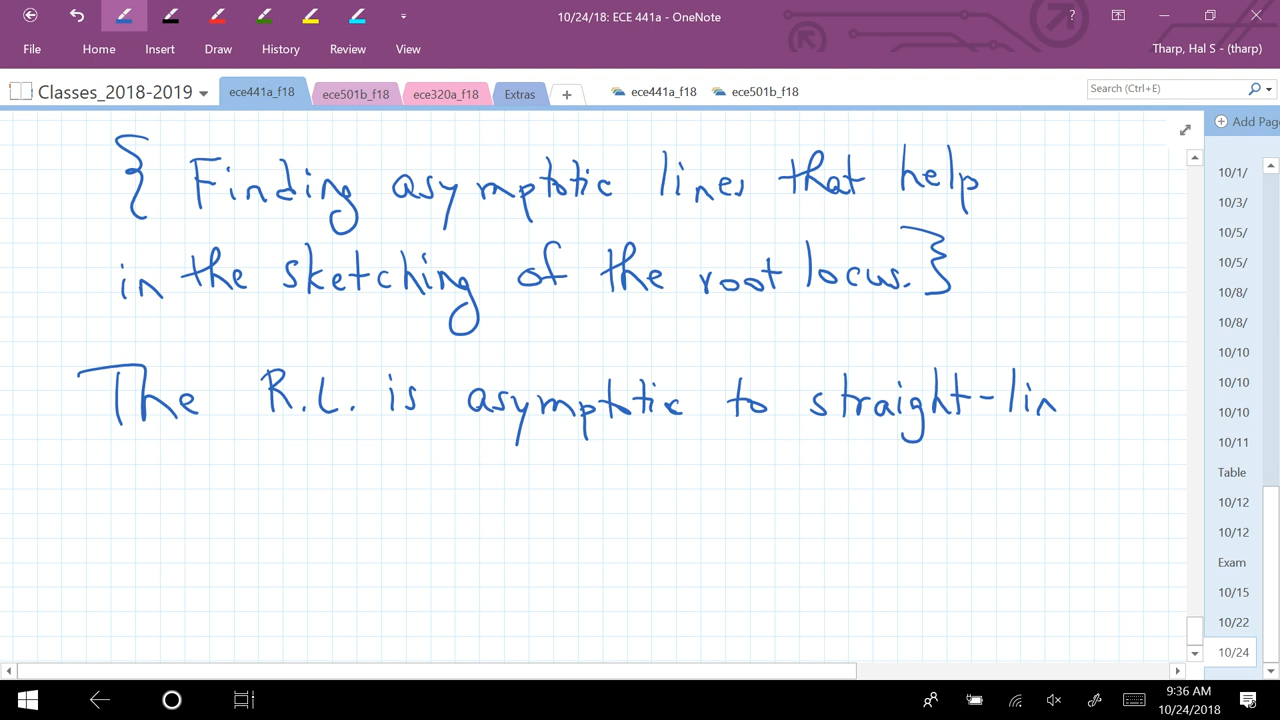 10/24/18: ECE 441a - OneNote
?
File Home Insert Draw History Review View
Tharp, Hal S - (tharp)
Classes_2018-2019 ece441a_f18 ece501b_f18 ece320a_f18 Extras + ece441a_f18 ece501b_f18
Search (Ctrl+E)
+ Add Page
{ Finding asymptotic lines that help
in the sketching of the root locus. }
The R.L. is asymptotic to straight-lin
10/1/
10/3/
10/5/
10/5/
10/8/
10/8/
10/10
10/10
10/10
10/11
Table
10/12
10/12
Exam
10/15
10/22
10/24
9:36 AM
10/24/2018